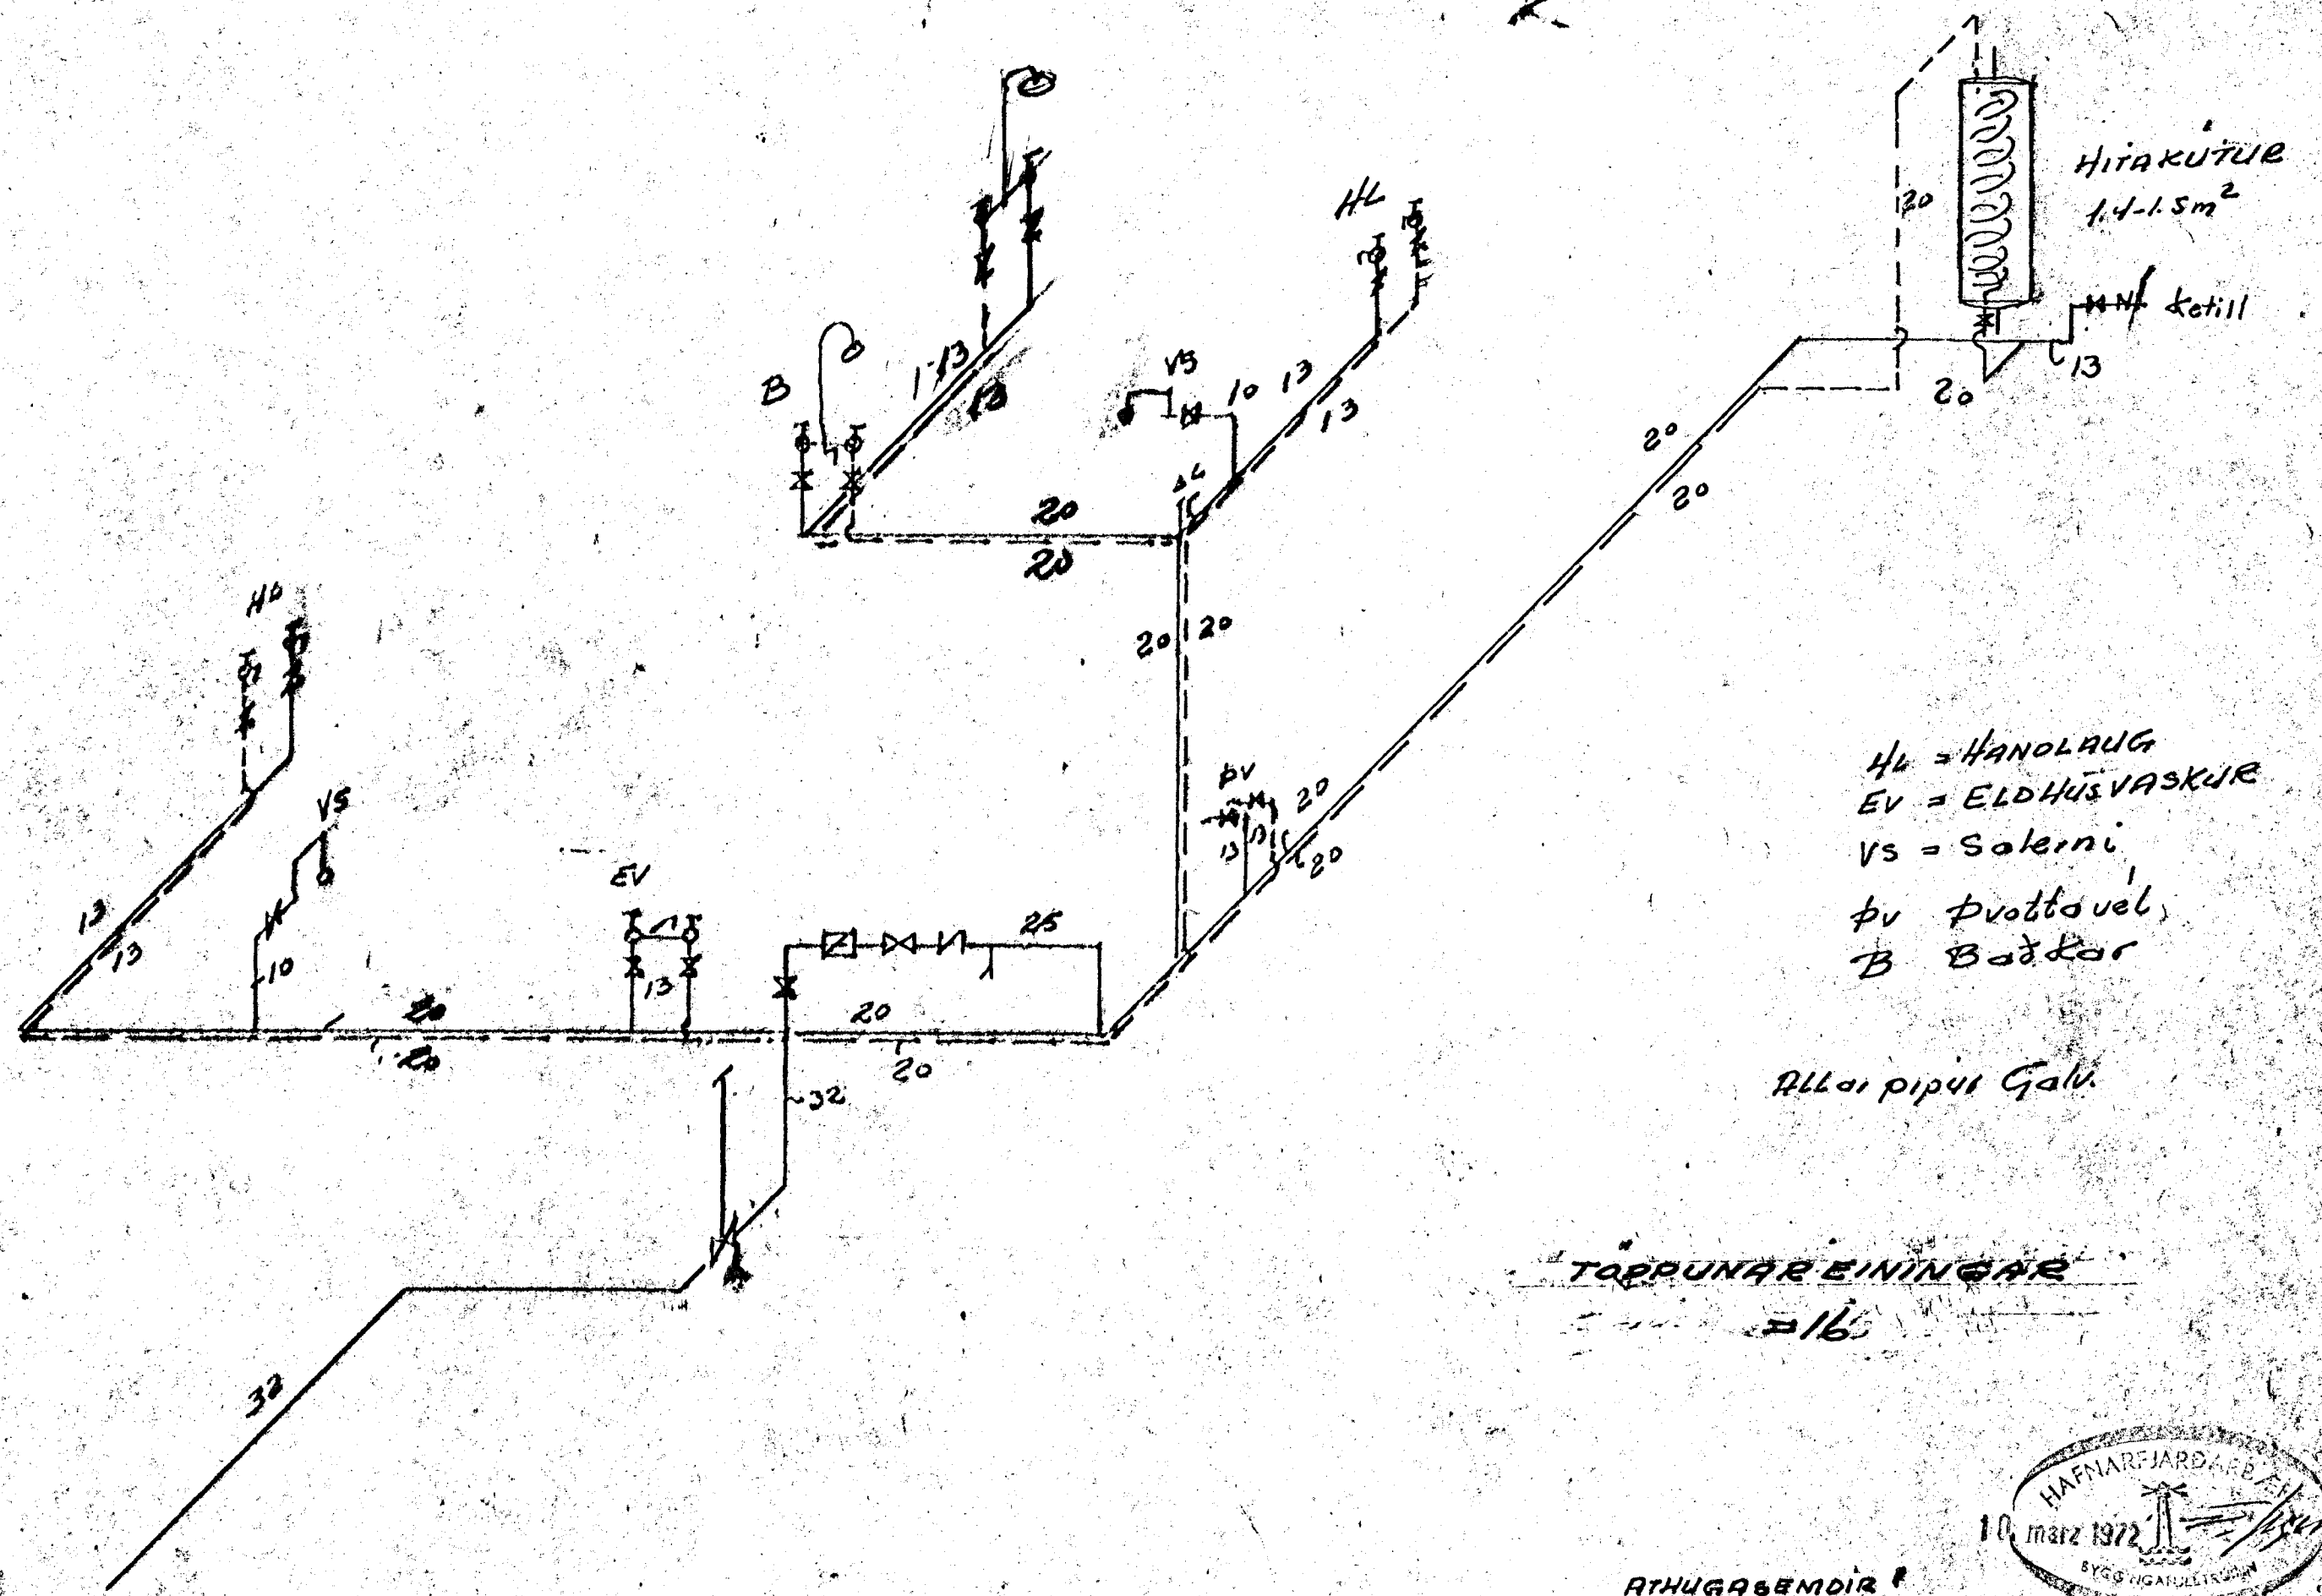 HITAKÚTUR
1.4-1.5m²
20
Ketill
13
20
HL
VS
10
13
13
B
13
13
20
20
20
20
20
20
HL
VS
13
13
10
EV
13
ÞV
13
13
20
20
25
20
20
20
20
32
32
HL = HANDLAUG
EV = ELDHÚSVASKUR
VS = Salerni
ÞV Þvottavél
B Baðkar
Allar pípur Galv.
TÖPPUNAREININGAR
=16
HAFNARFJARÐARBÆR
10. marz 1972
ATHUGASEMDIR